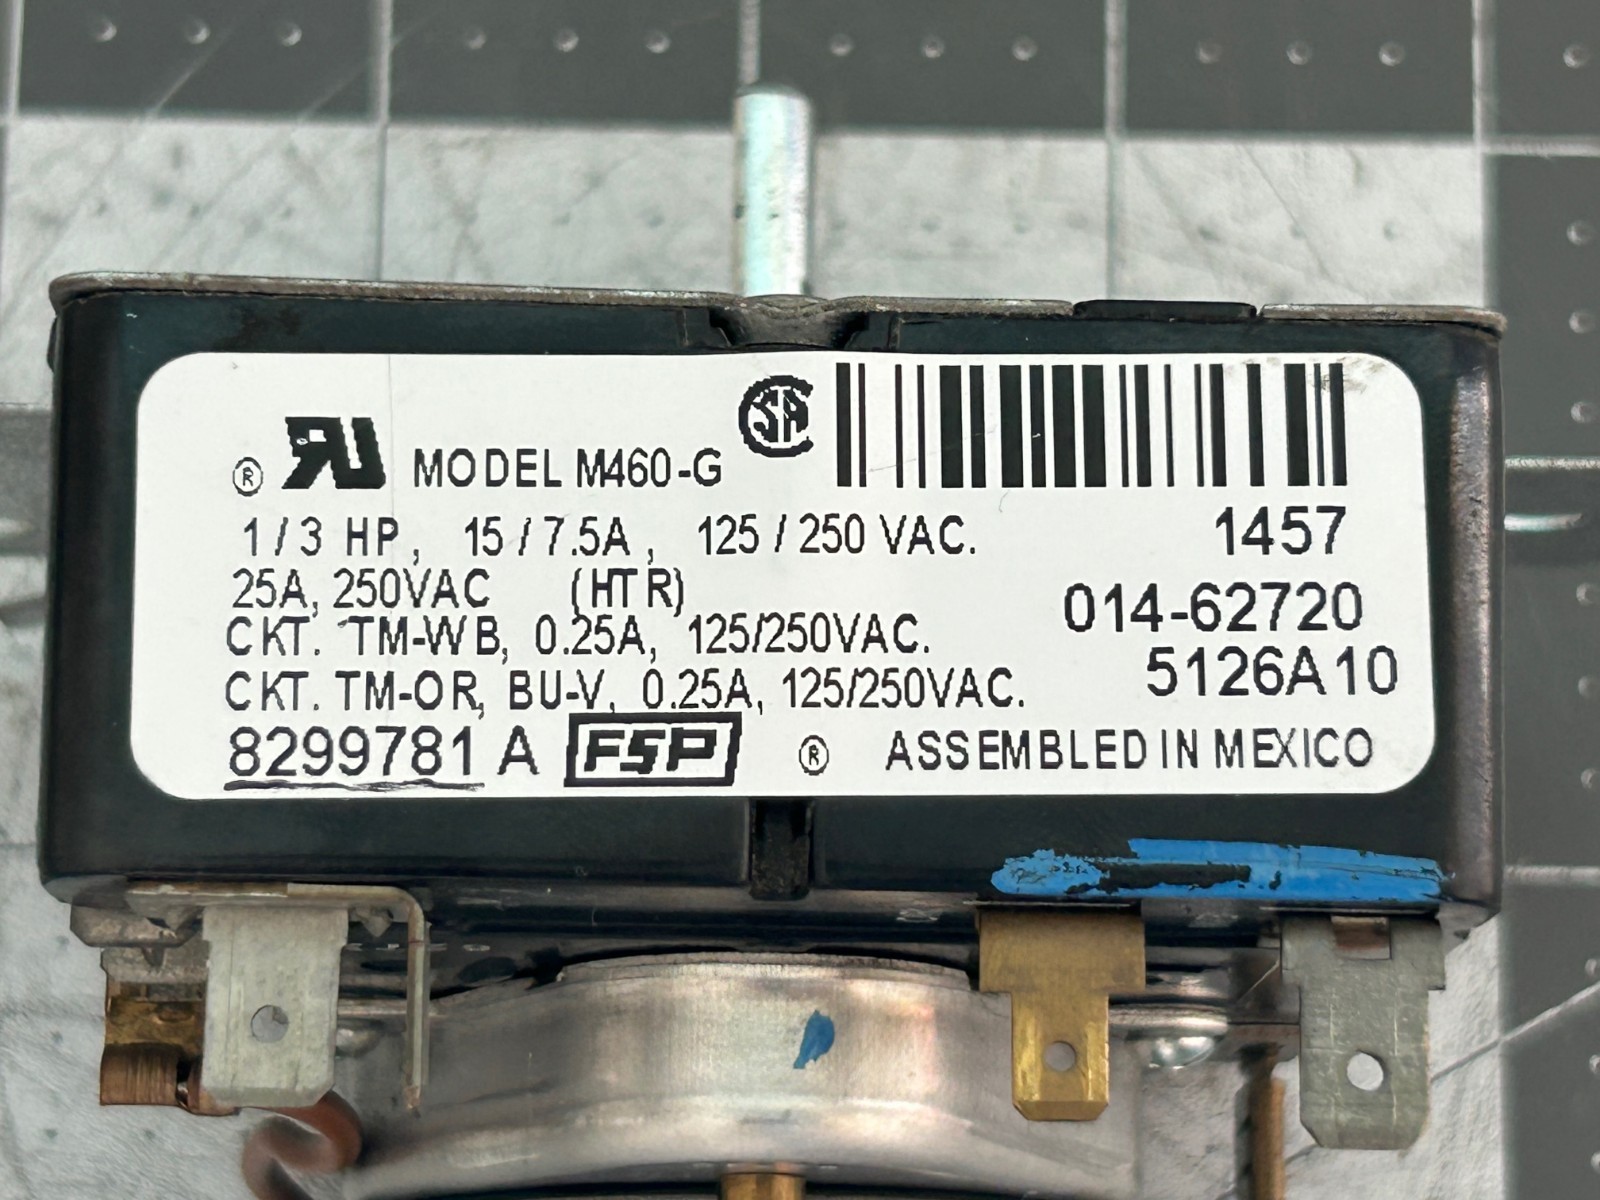 ® RU MODEL M460-G SA
1/3 HP, 15/7.5A, 125/250 VAC. 1457
25A, 250VAC (HTR) 014-62720
CKT. TM-WB, 0.25A, 125/250VAC.
CKT. TM-OR, BU-V, 0.25A, 125/250VAC. 5126A10
8299781 A FSP ® ASSEMBLED IN MEXICO